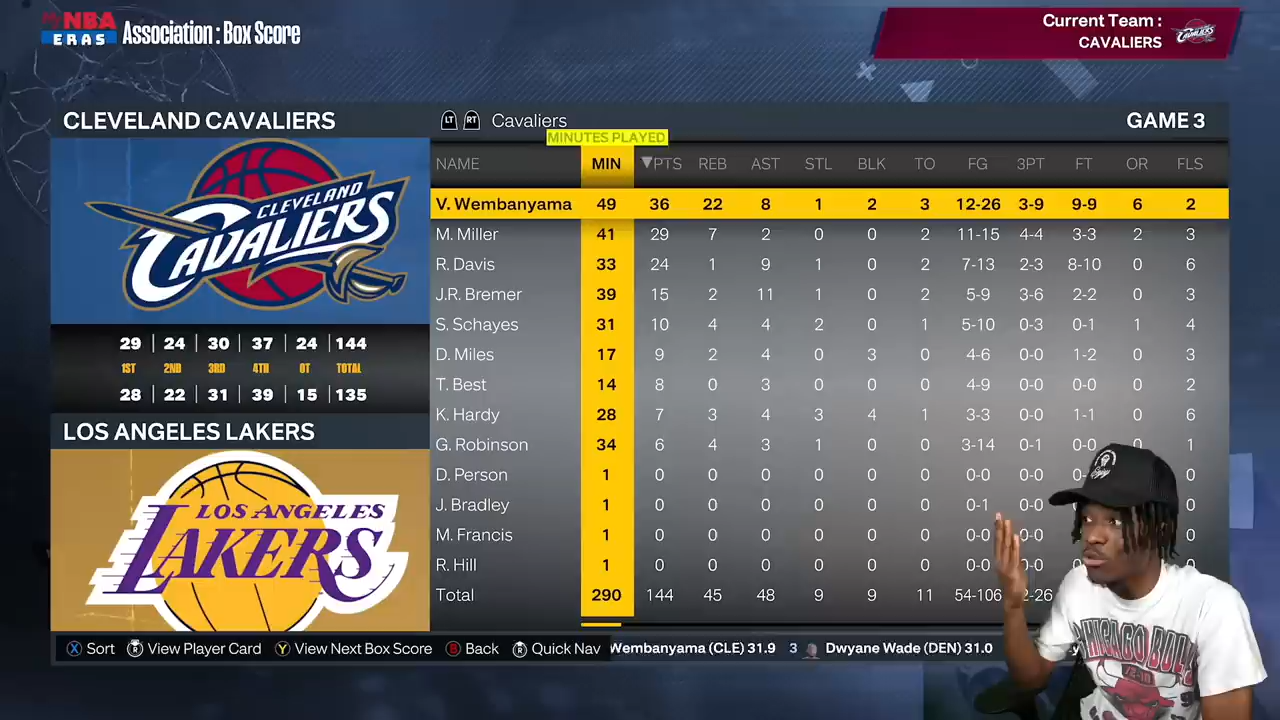 MyNBA
ERAS
Association : Box Score
Current Team :
CAVALIERS
CAVALIERS
CLEVELAND CAVALIERS
LT RT Cavaliers
GAME 3
MINUTES PLAYED
CLEVELAND
CAVALIERS
NAME MIN PTS REB AST STL BLK TO FG 3PT FT OR FLS
V. Wembanyama 49 36 22 8 1 2 3 12-26 3-9 9-9 6 2
M. Miller 41 29 7 2 0 0 2 11-15 4-4 3-3 2 3
R. Davis 33 24 1 9 1 0 2 7-13 2-3 8-10 0 6
J.R. Bremer 39 15 2 11 1 0 2 5-9 3-6 2-2 0 3
S. Schayes 31 10 4 4 2 0 1 5-10 0-3 0-1 1 4
D. Miles 17 9 2 4 0 3 0 4-6 0-0 1-2 0 3
T. Best 14 8 0 3 0 0 0 4-9 0-0 0-0 0 2
K. Hardy 28 7 3 4 3 4 1 3-3 0-0 1-1 0 6
G. Robinson 34 6 4 3 1 0 0 3-14 0-1 0-0 0 1
D. Person 1 0 0 0 0 0 0 0-0 0-0 0
J. Bradley 1 0 0 0 0 0 0 0-1 0-0 0
M. Francis 1 0 0 0 0 0 0 0-0 0-0 0
R. Hill 1 0 0 0 0 0 0 0-0 0-0 0
Total 290 144 45 48 9 9 11 54-106
29 24 30 37 24 144
1ST 2ND 3RD 4TH OT TOTAL
28 22 31 39 15 135
LOS ANGELES LAKERS
LOS ANGELES
LAKERS
X Sort R View Player Card Y View Next Box Score B Back R Quick Nav
Wembanyama (CLE) 31.9 3 Dwyane Wade (DEN) 31.0
CHICAGO BULLS